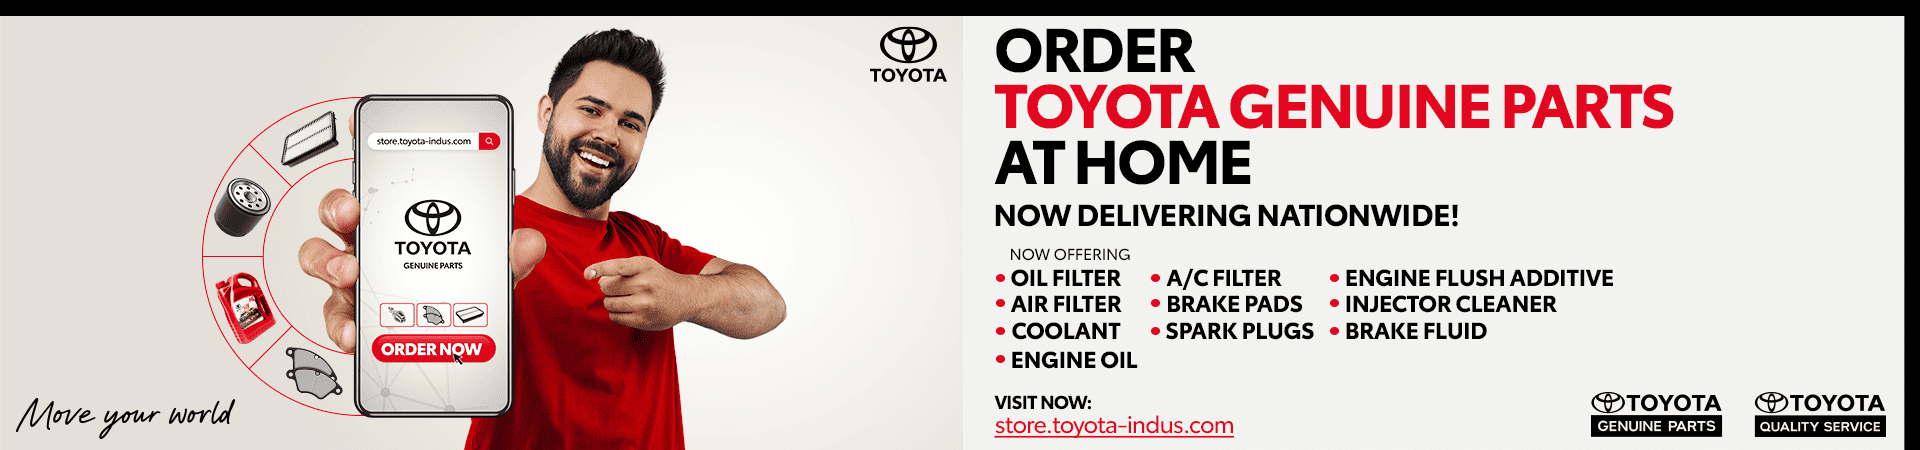 TOYOTA
store.toyota-indus.com
TOYOTA
GENUINE PARTS
ORDER NOW
Move your world
ORDER
TOYOTA GENUINE PARTS
AT HOME
NOW DELIVERING NATIONWIDE!
NOW OFFERING
• OIL FILTER
• AIR FILTER
• COOLANT
• ENGINE OIL
• A/C FILTER
• BRAKE PADS
• SPARK PLUGS
• ENGINE FLUSH ADDITIVE
• INJECTOR CLEANER
• BRAKE FLUID
VISIT NOW:
store.toyota-indus.com
TOYOTA
GENUINE PARTS
TOYOTA
QUALITY SERVICE